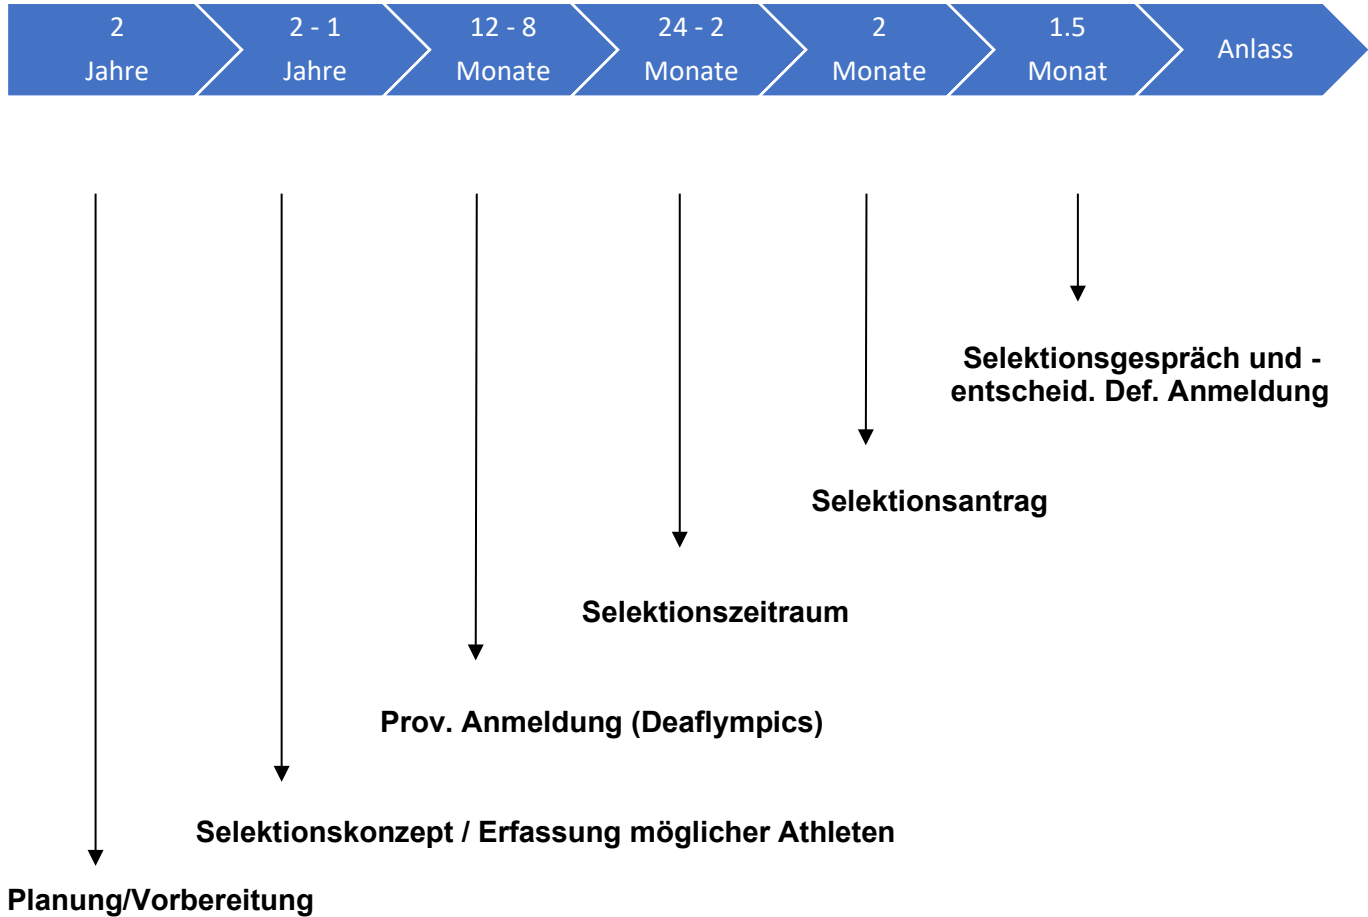 2
Jahre
2 - 1
Jahre
12 - 8
Monate
24 - 2
Monate
2
Monate
1.5
Monat
Anlass
Selektionsgespräch und -
entscheid. Def. Anmeldung
Selektionsantrag
Selektionszeitraum
Prov. Anmeldung (Deaflympics)
Selektionskonzept / Erfassung möglicher Athleten
Planung/Vorbereitung